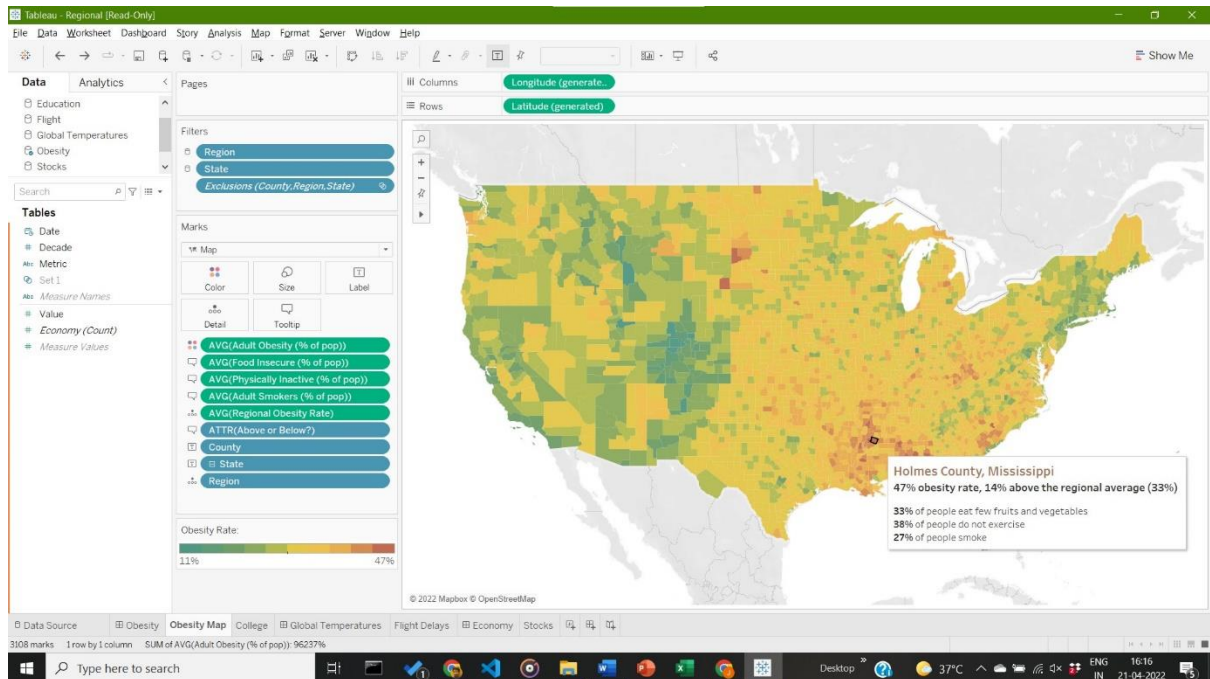 Tableau - Regional [Read-Only]
File Data Worksheet Dashboard Story Analysis Map Format Server Window Help
Show Me
Data Analytics
Education
Flight
Global Temperatures
Obesity
Stocks
Search
Tables
Date
# Decade
Abc Metric
Set 1
Abc Measure Names
# Value
# Economy (Count)
# Measure Values
Pages
Filters
Region
State
Exclusions (County,Region,State)
Marks
Map
Color Size Label
Detail Tooltip
AVG(Adult Obesity (% of pop))
AVG(Food Insecure (% of pop))
AVG(Physically Inactive (% of pop))
AVG(Adult Smokers (% of pop))
AVG(Regional Obesity Rate)
ATTR(Above or Below?)
County
State
Region
Obesity Rate:
11% 47%
Columns Longitude (generate..
Rows Latitude (generated)
Holmes County, Mississippi
47% obesity rate, 14% above the regional average (33%)
33% of people eat few fruits and vegetables
38% of people do not exercise
27% of people smoke
© 2022 Mapbox © OpenStreetMap
Data Source Obesity Obesity Map College Global Temperatures Flight Delays Economy Stocks
3108 marks 1 row by 1 column SUM of AVG(Adult Obesity (% of pop)): 96237%
Type here to search
Desktop
37°C
ENG
IN
16:16
21-04-2022